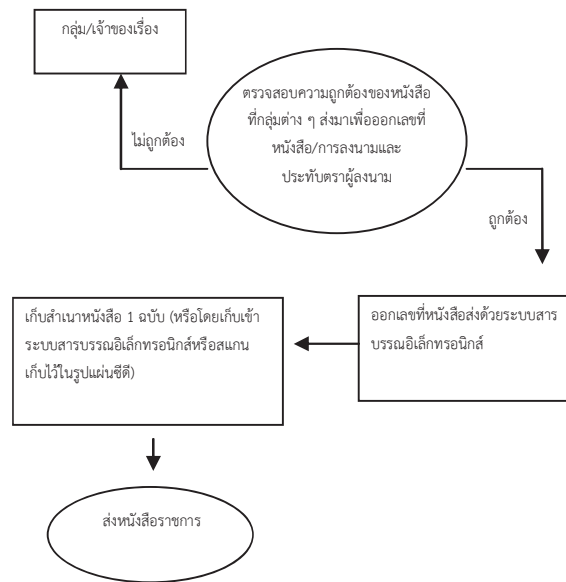 กลุ่ม/เจ้าของเรื่อง
ตรวจสอบความถูกต้องของหนังสือ
ที่กลุ่มต่าง ๆ ส่งมาเพื่อออกเลขที่
หนังสือ/การลงนามและ
ประทับตราผู้ลงนาม
ไม่ถูกต้อง
ถูกต้อง
ออกเลขที่หนังสือส่งด้วยระบบสาร
บรรณอิเล็กทรอนิกส์
เก็บสำเนาหนังสือ 1 ฉบับ (หรือโดยเก็บเข้า
ระบบสารบรรณอิเล็กทรอนิกส์หรือสแกน
เก็บไว้ในรูปแผ่นซีดี)
ส่งหนังสือราชการ